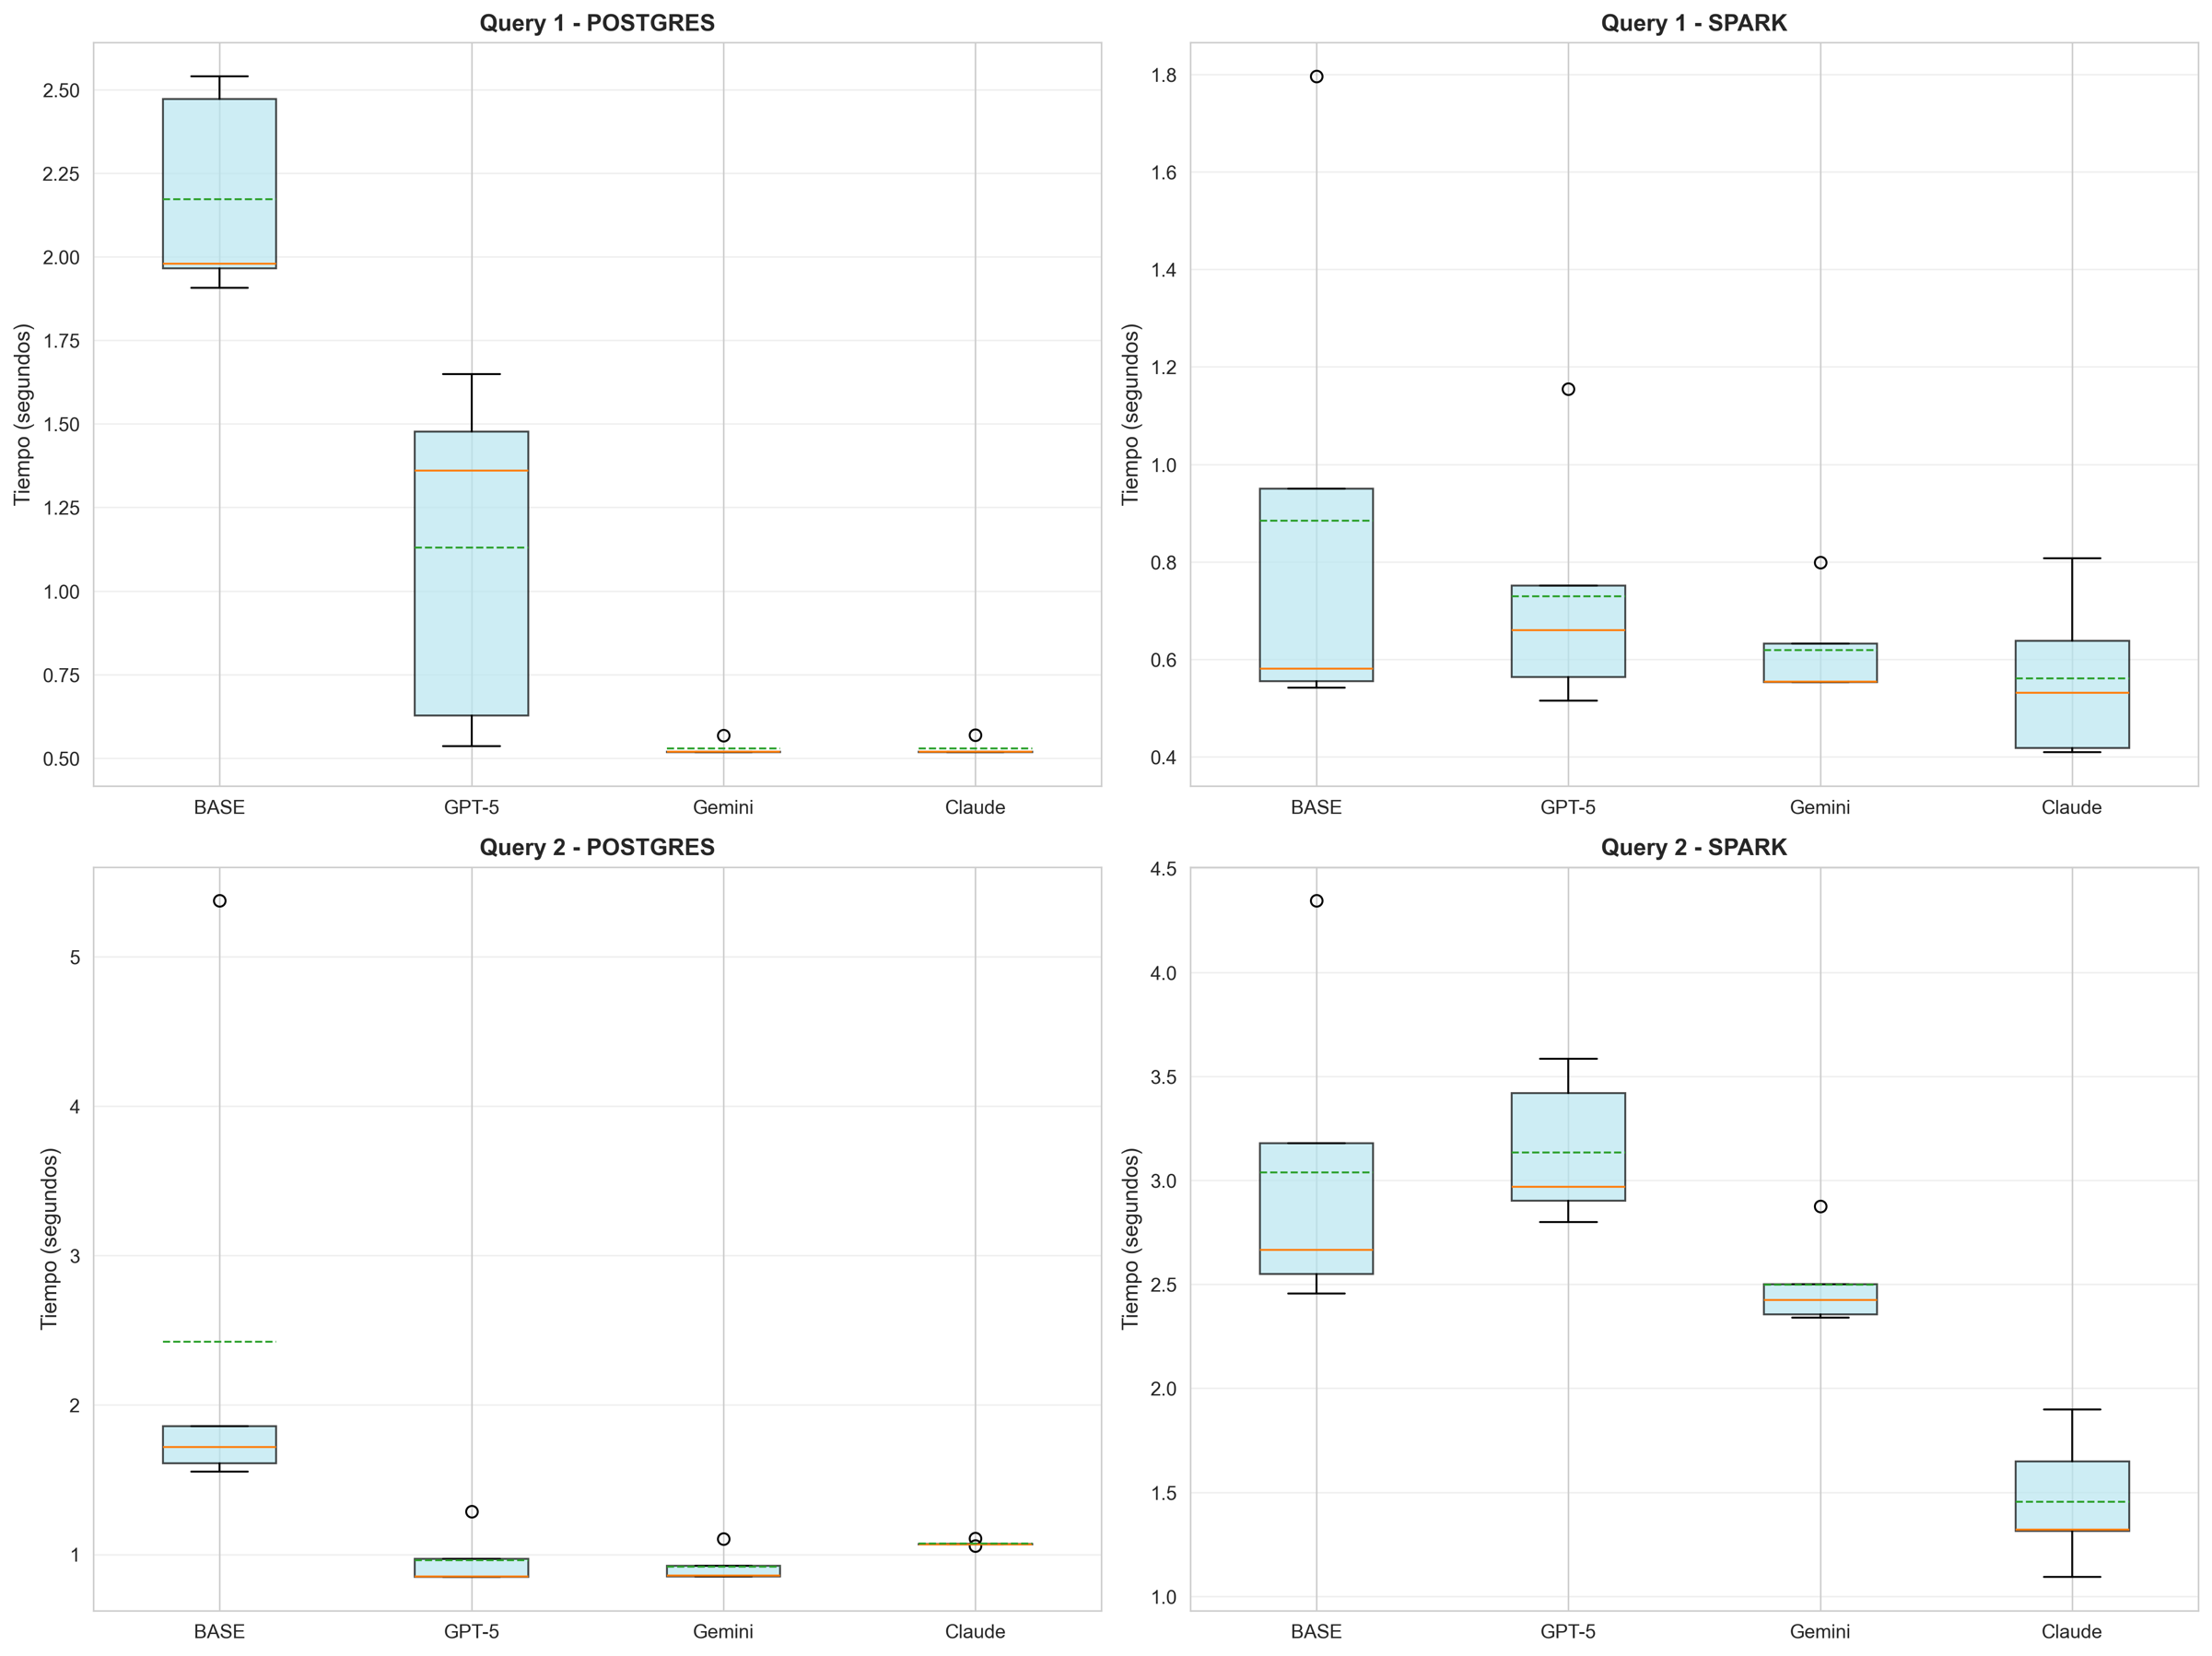 Query 1 - POSTGRES
Tiempo (segundos)
2.50
2.25
2.00
1.75
1.50
1.25
1.00
0.75
0.50
BASE GPT-5 Gemini Claude
Query 1 - SPARK
Tiempo (segundos)
1.8
1.6
1.4
1.2
1.0
0.8
0.6
0.4
BASE GPT-5 Gemini Claude
Query 2 - POSTGRES
Tiempo (segundos)
5
4
3
2
1
BASE GPT-5 Gemini Claude
Query 2 - SPARK
Tiempo (segundos)
4.5
4.0
3.5
3.0
2.5
2.0
1.5
1.0
BASE GPT-5 Gemini Claude